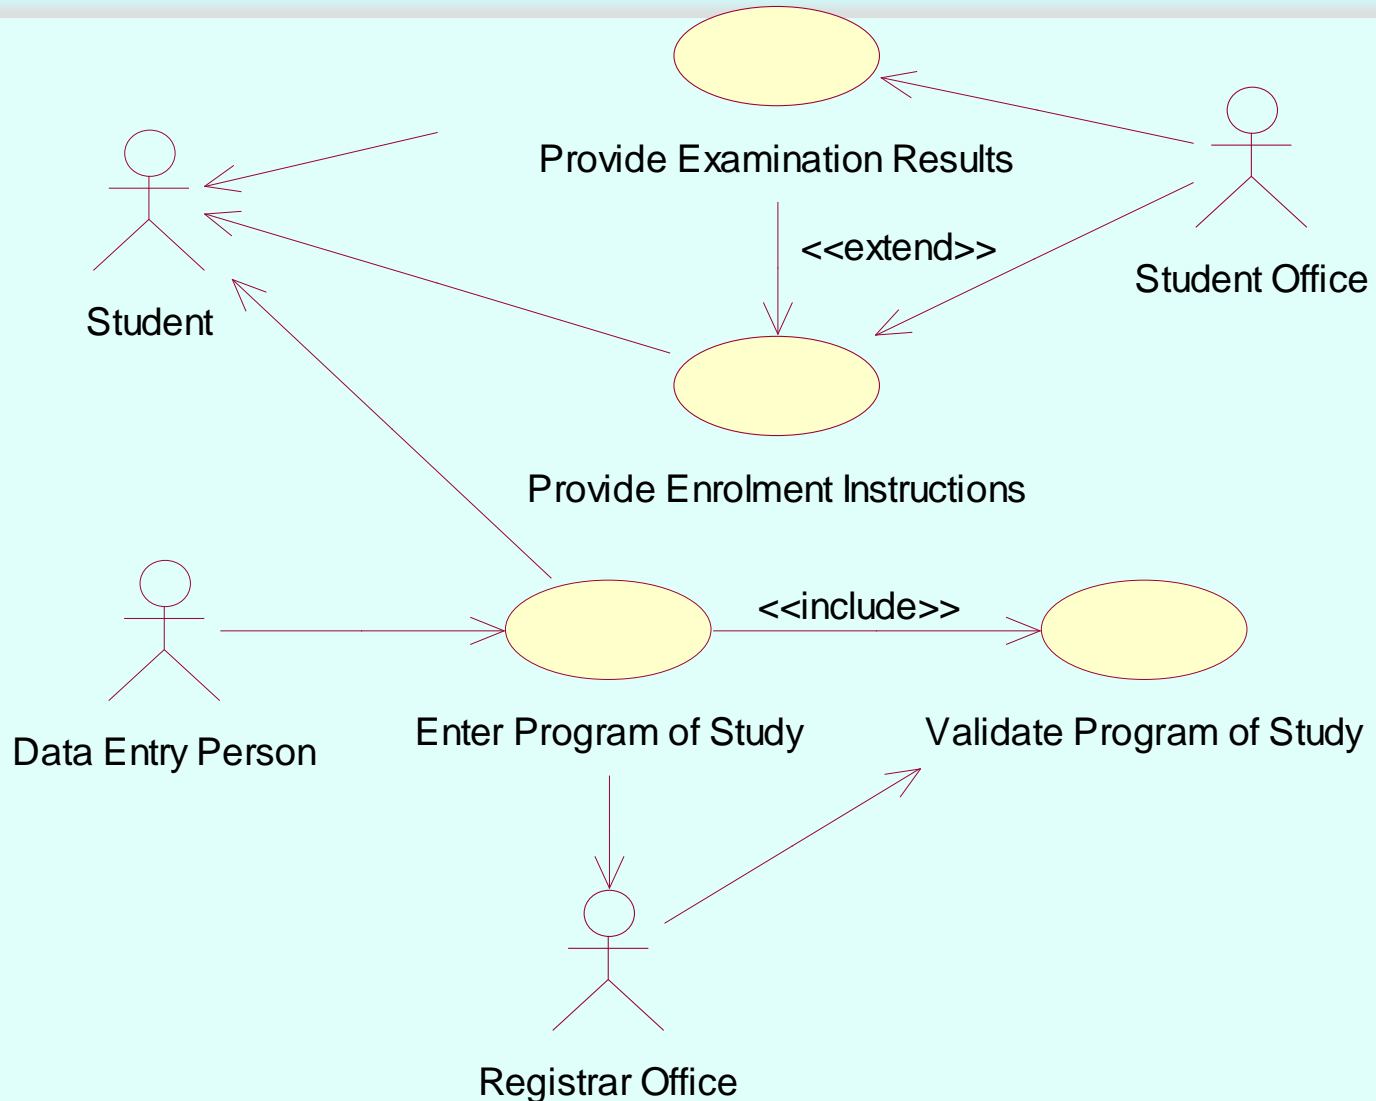 Provide Examination Results
<<extend>>
Student Office
Student
Provide Enrolment Instructions
<<include>>
Enter Program of Study
Validate Program of Study
Data Entry Person
Registrar Office